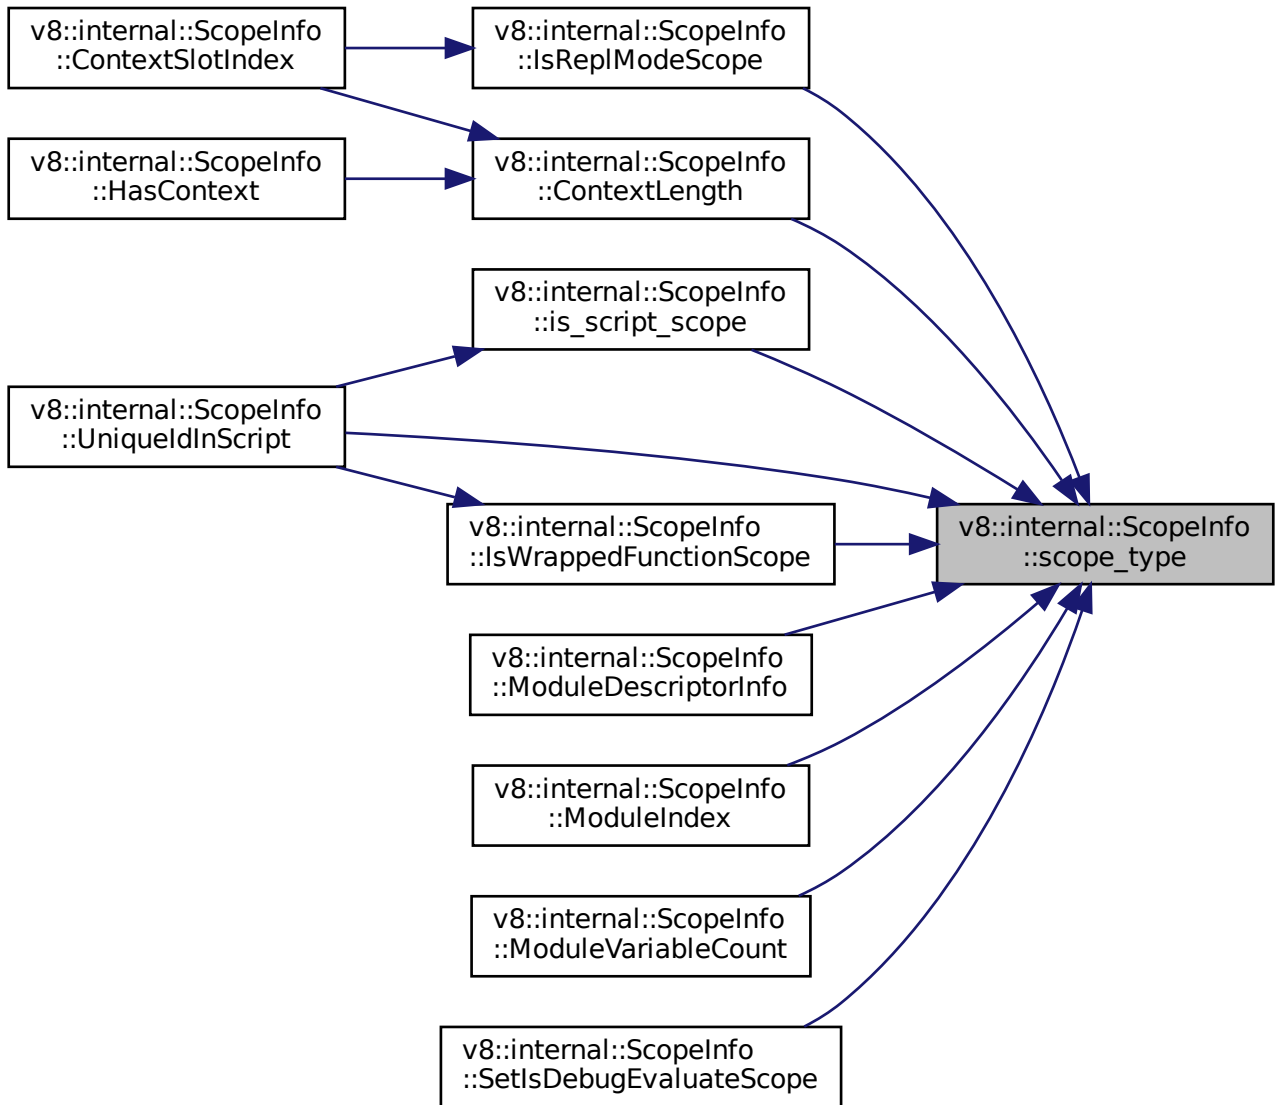 v8::internal::ScopeInfo
::ContextSlotIndex
v8::internal::ScopeInfo
::IsReplModeScope
v8::internal::ScopeInfo
::HasContext
v8::internal::ScopeInfo
::ContextLength
v8::internal::ScopeInfo
::is_script_scope
v8::internal::ScopeInfo
::UniqueIdInScript
v8::internal::ScopeInfo
::IsWrappedFunctionScope
v8::internal::ScopeInfo
::scope_type
v8::internal::ScopeInfo
::ModuleDescriptorInfo
v8::internal::ScopeInfo
::ModuleIndex
v8::internal::ScopeInfo
::ModuleVariableCount
v8::internal::ScopeInfo
::SetIsDebugEvaluateScope